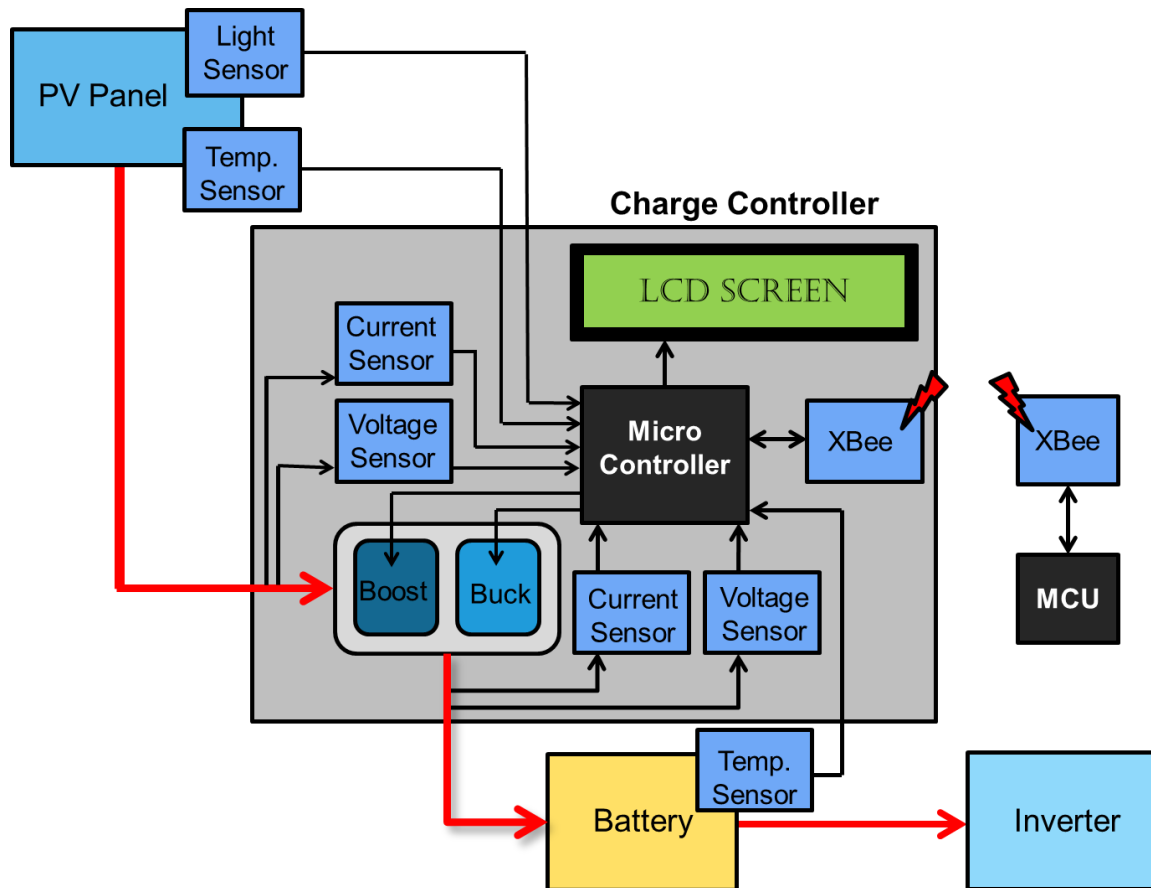 Light
Sensor
PV Panel
Temp.
Sensor
Charge Controller
LCD SCREEN
Current
Sensor
Voltage
Sensor
Micro
Controller
XBee
XBee
Boost
Buck
Current
Sensor
Voltage
Sensor
MCU
Temp.
Sensor
Battery
Inverter